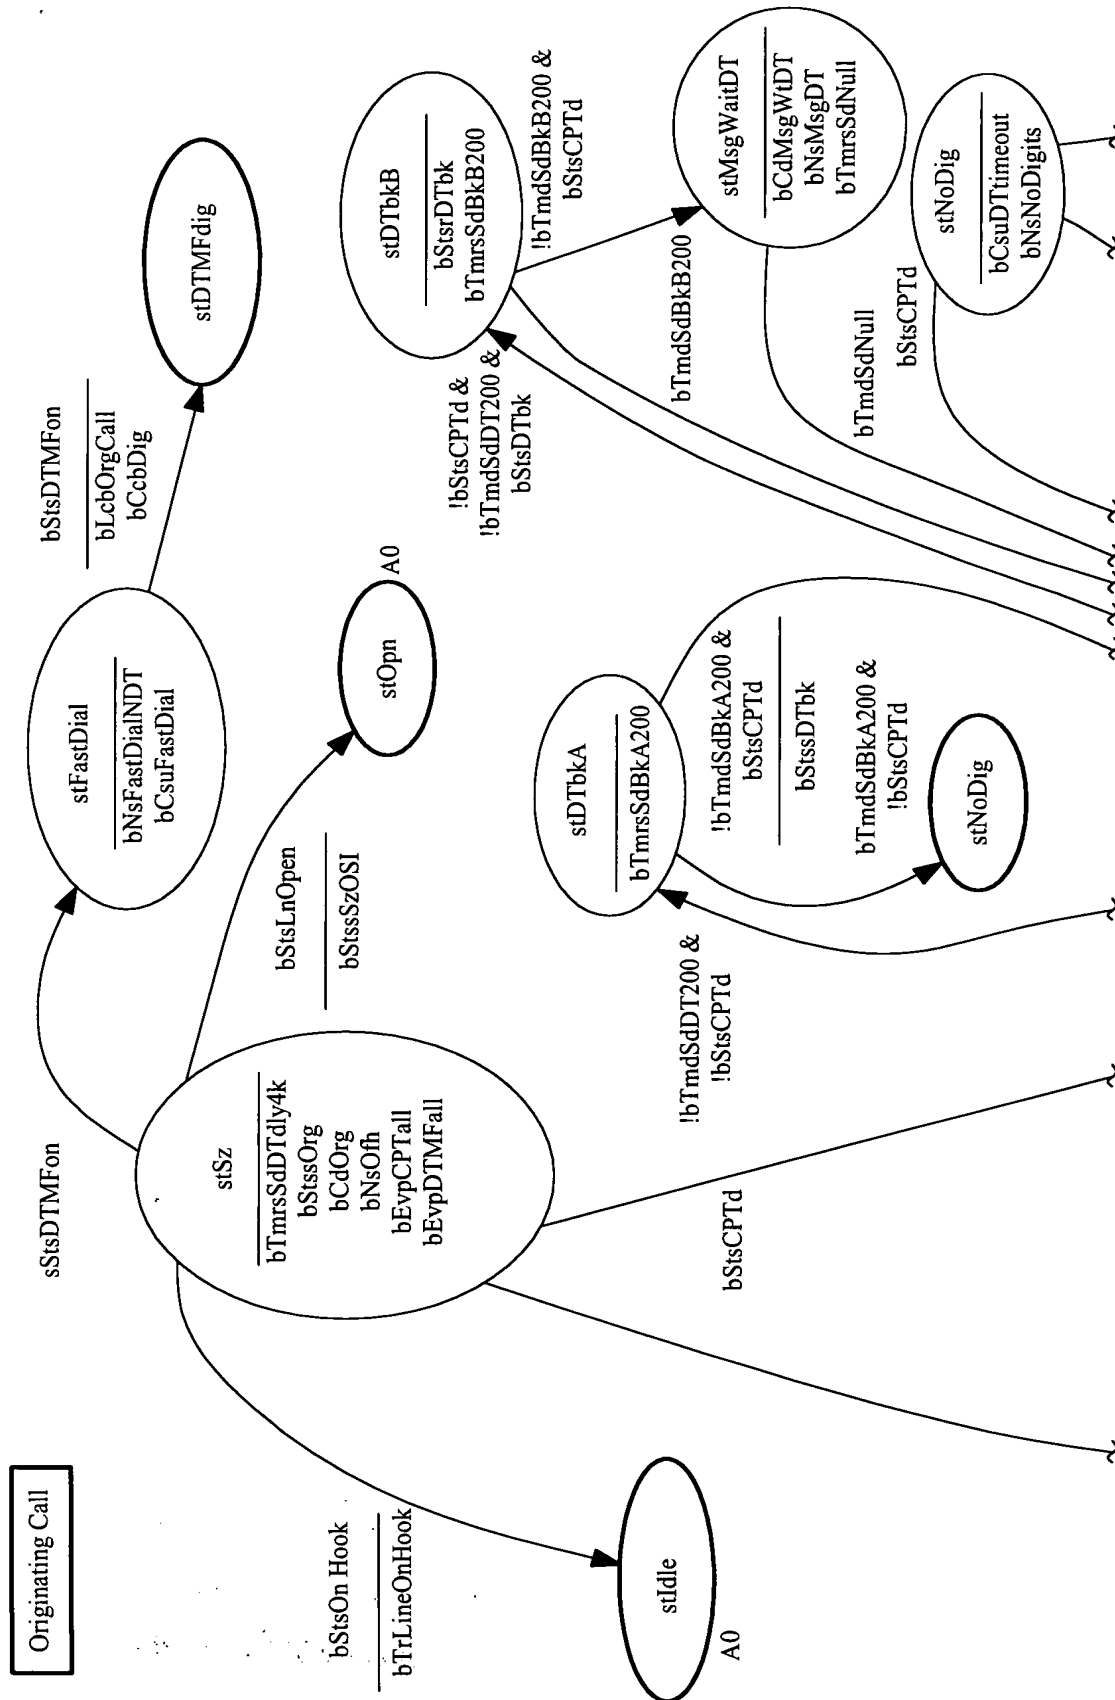 Originating Call
sStsDTMFon
stFastDial
bNsFastDialNDT
bCsuFastDial
bStsDTMFon
bLcbOrgCall
bCcbDig
stDTMFdig
stSz
bTmrsSdDTdly4k
bStssOrg
bCdOrg
bNsOfh
bEvpCPTall
bEvpDTMFall
bStsLnOpen
bStssSzOSI
stOpn
A0
bStsOn Hook
bTrLineOnHook
stIdle
A0
bStsCPTd
!bTmdSdDT200 &
!bStsCPTd
stDTbkA
bTmrsSdBkA200
!bTmdSdBkA200 &
bStsCPTd
bStssDTbk
bTmdSdBkA200 &
!bStsCPTd
stNoDig
!bStsCPTd &
!bTmdSdDT200 &
bStsDTbk
stDTbkB
bStsrDTbk
bTmrsSdBkB200
!bTmdSdBkB200 &
bStsCPTd
bTmdSdBkB200
stMsgWaitDT
bCdMsgWtDT
bNsMsgDT
bTmrsSdNull
bTmdSdNull
bStsCPTd
stNoDig
bCsuDTtimeout
bNsNoDigits